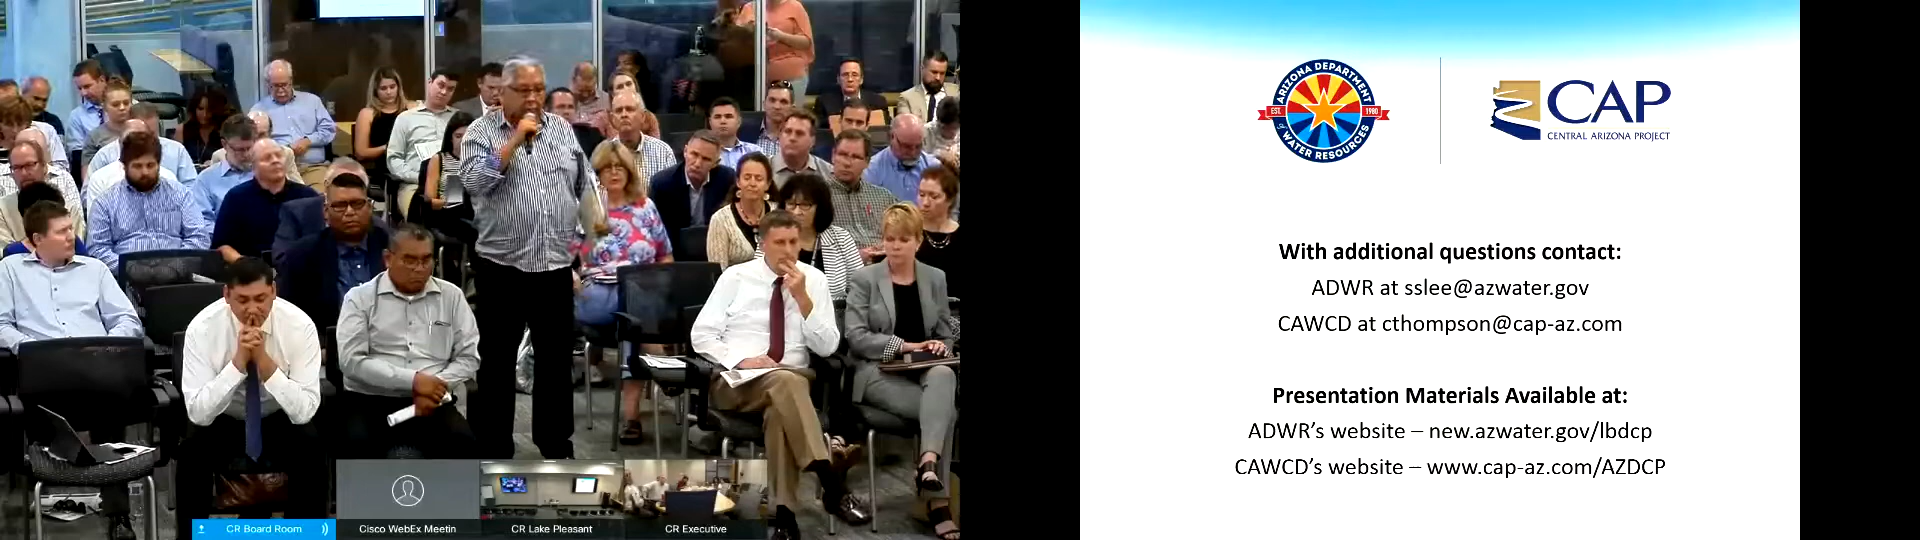 CR Board Room
Cisco WebEx Meetin
CR Lake Pleasant
CR Executive
ARIZONA DEPARTMENT
of
WATER RESOURCES
EST.
1980
CAP
CENTRAL ARIZONA PROJECT
With additional questions contact:
ADWR at sslee@azwater.gov
CAWCD at cthompson@cap-az.com
Presentation Materials Available at:
ADWR’s website – new.azwater.gov/lbdcp
CAWCD’s website – www.cap-az.com/AZDCP